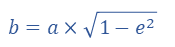 b = a × √(1 − e²)